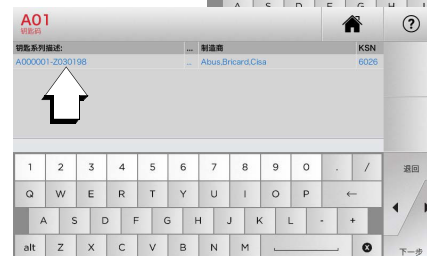 A S D F G H J
A01
钥匙码
?
钥匙系列描述: ... 制造商 KSN
A000001-Z030198 ... Abus,Bricard,Cisa 6026
1 2 3 4 5 6 7 8 9 0 . /
退回
Q W E R T Y U I O P ←
A S D F G H J K L - +
alt Z X C V B N M
下一步